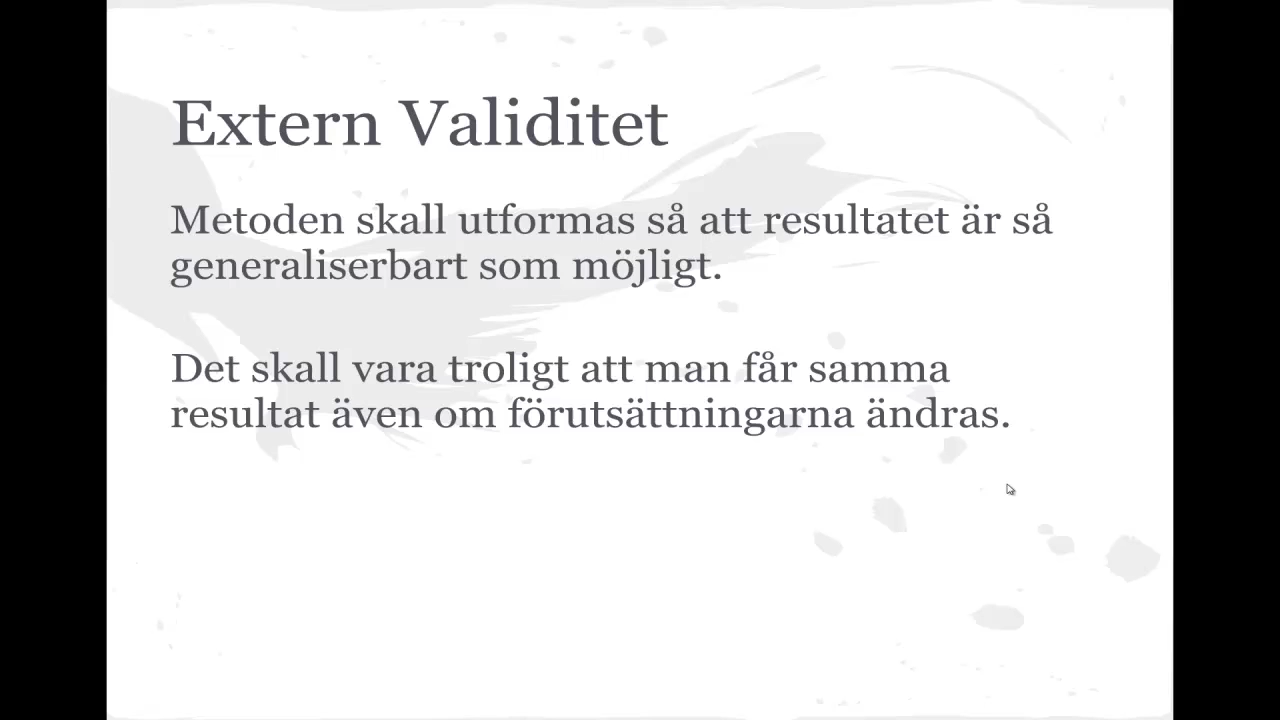 Extern Validitet
Metoden skall utformas så att resultatet är så
generaliserbart som möjligt.
Det skall vara troligt att man får samma
resultat även om förutsättningarna ändras.